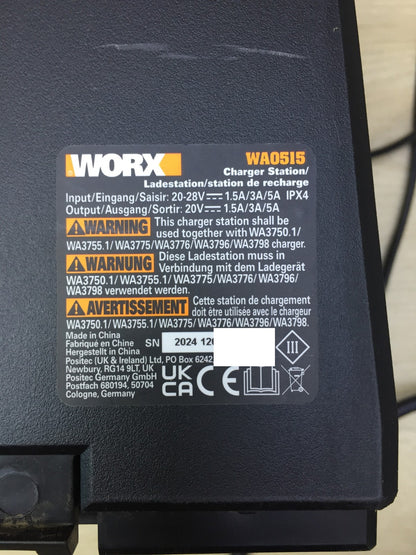 WORX WA0515
Charger Station/
Ladestation/station de recharge
Input/Eingang/Saisir: 20-28V⎓1.5A/3A/5A IPX4
Output/Ausgang/Sortir: 20V⎓1.5A/3A/5A
WARNING This charger station shall be
used together with WA3750.1/
WA3755.1/ WA3775/WA3776/WA3796/WA3798 charger.
WARNUNG Diese Ladestation muss in
Verbindung mit dem Ladegerät
WA3750.1/ WA3755.1/ WA3775/WA3776/WA3796/
WA3798 verwendet werden.
AVERTISSEMENT Cette station de chargement
doit être utilisée avec le chargeur
WA3750.1/ WA3755.1/ WA3775/WA3776/WA3796/WA3798.
Made in China
Fabriqué en Chine SN 2024 12
Hergestellt in China
Positec (UK & Ireland) Ltd, PO Box 6242
Newbury, RG14 9LT, UK
Positec Germany GmbH
Postfach 680194, 50704
Cologne, Germany
UK
CA CE
III